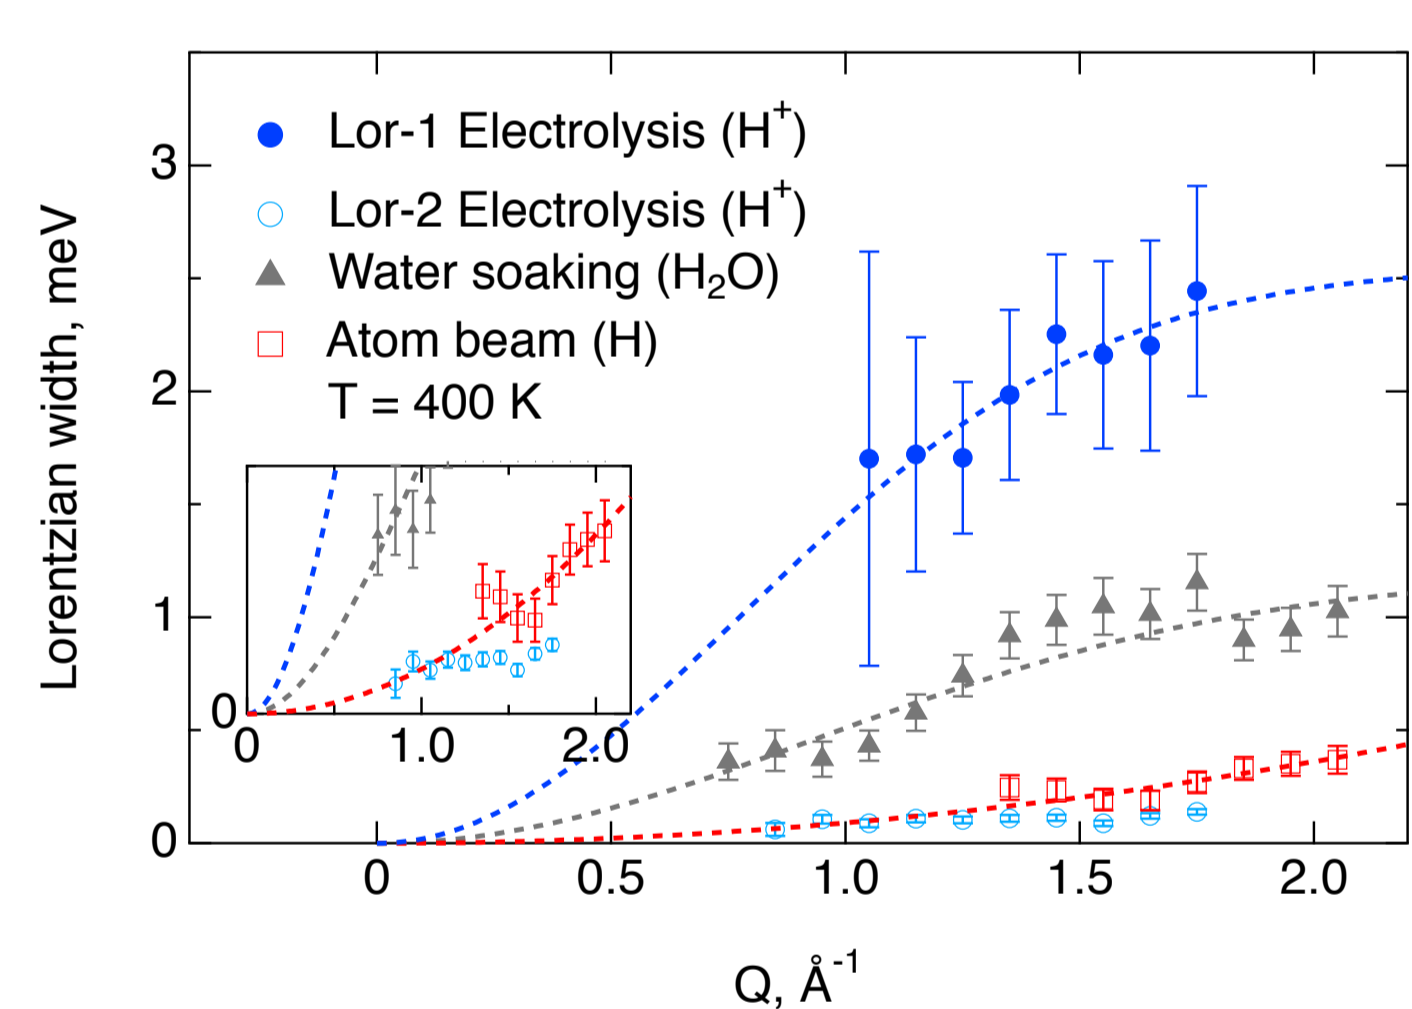 Lor-1 Electrolysis (H⁺)
Lor-2 Electrolysis (H⁺)
Water soaking (H₂O)
Atom beam (H)
T = 400 K
Lorentzian width, meV
3
2
1
0
0
0 1.0 2.0
0 0.5 1.0 1.5 2.0
Q, Å⁻¹